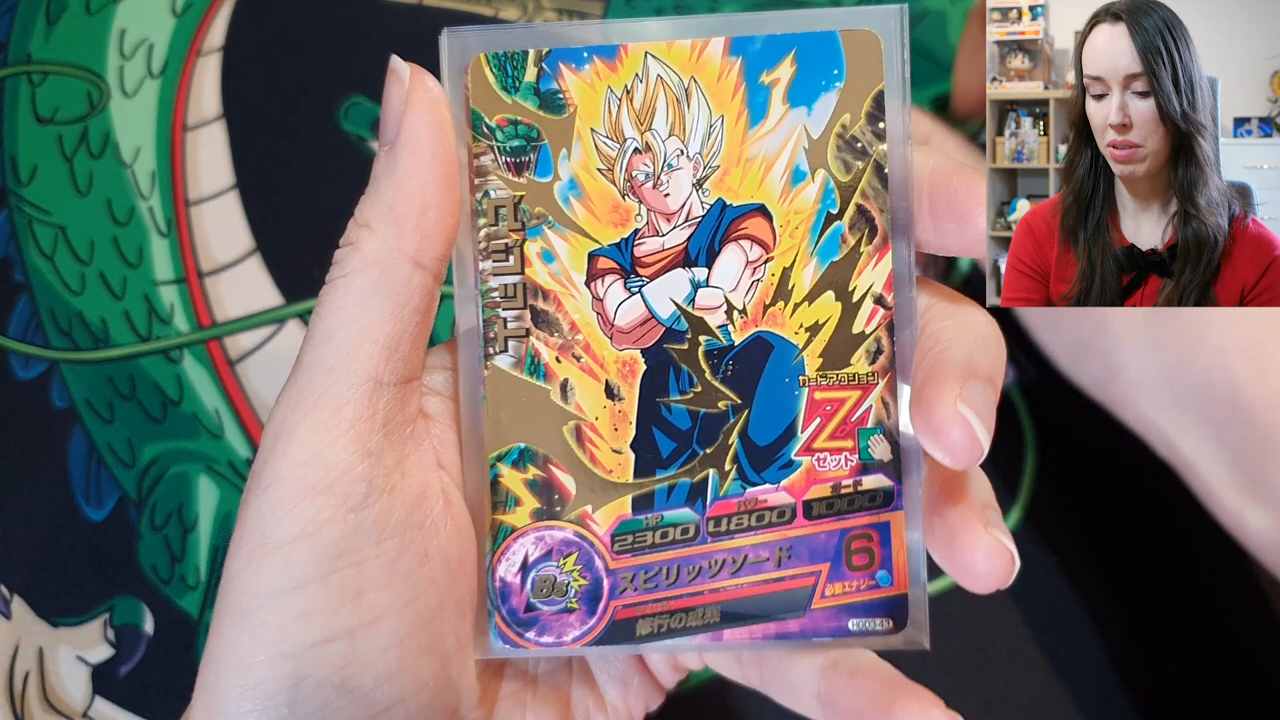 ベジット
カードアクション
Z
ゼット
HP
2300
パワー
4800
ガード
1000
Bs
スピリッツソード
6
必要エナジー
修行の成果
HGD3-43